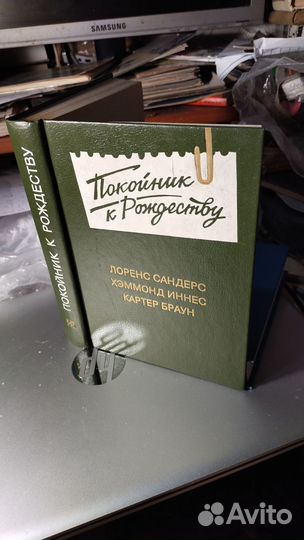 SAMSUNG
ПОКОЙНИК К РОЖДЕСТВУ
Покойник
к Рождеству
ЛОРЕНС САНДЕРС
ХЭММОНД ИННЕС
КАРТЕР БРАУН
Avito